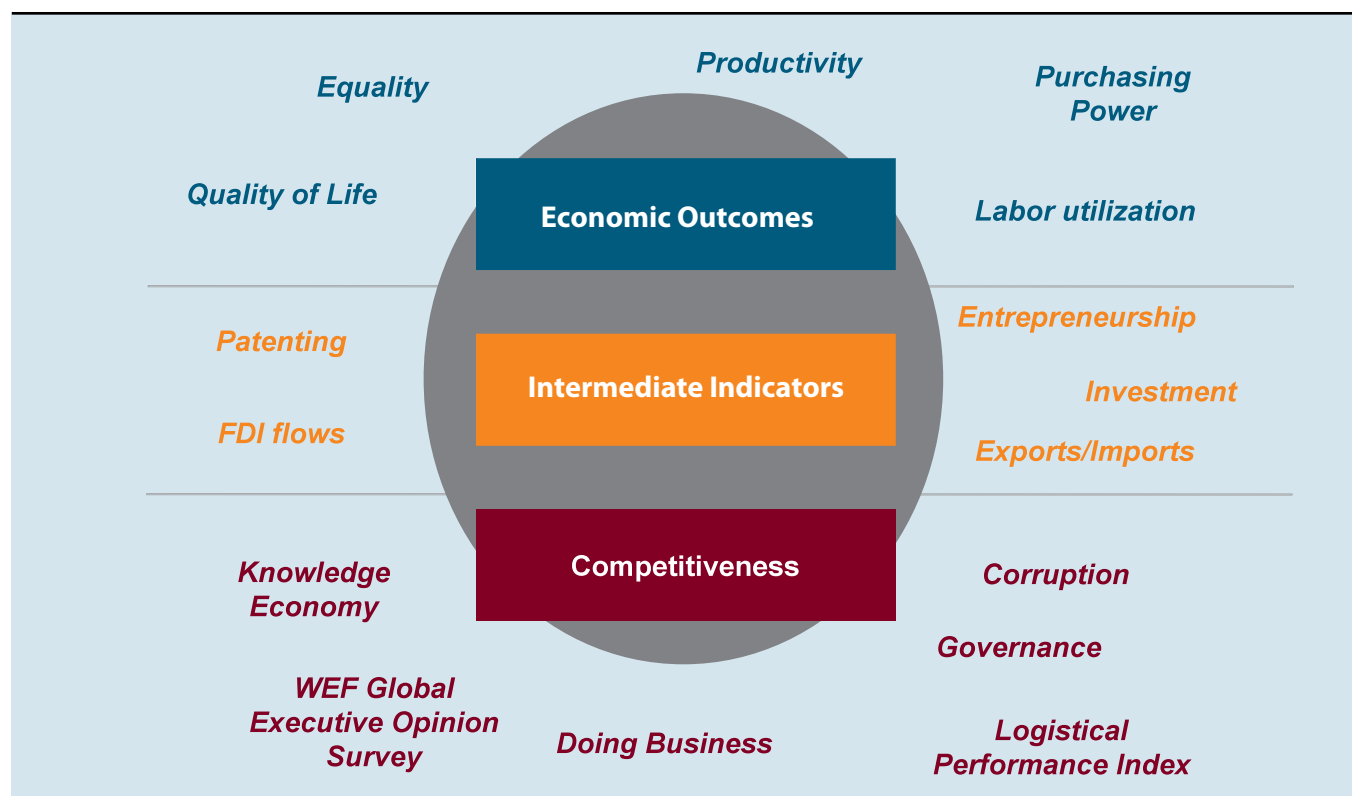 Productivity
Equality
Purchasing
Power
Quality of Life
Economic Outcomes
Labor utilization
Patenting
FDI flows
Intermediate Indicators
Entrepreneurship
Investment
Exports/Imports
Competitiveness
Knowledge
Economy
Corruption
Governance
WEF Global
Executive Opinion
Survey
Doing Business
Logistical
Performance Index